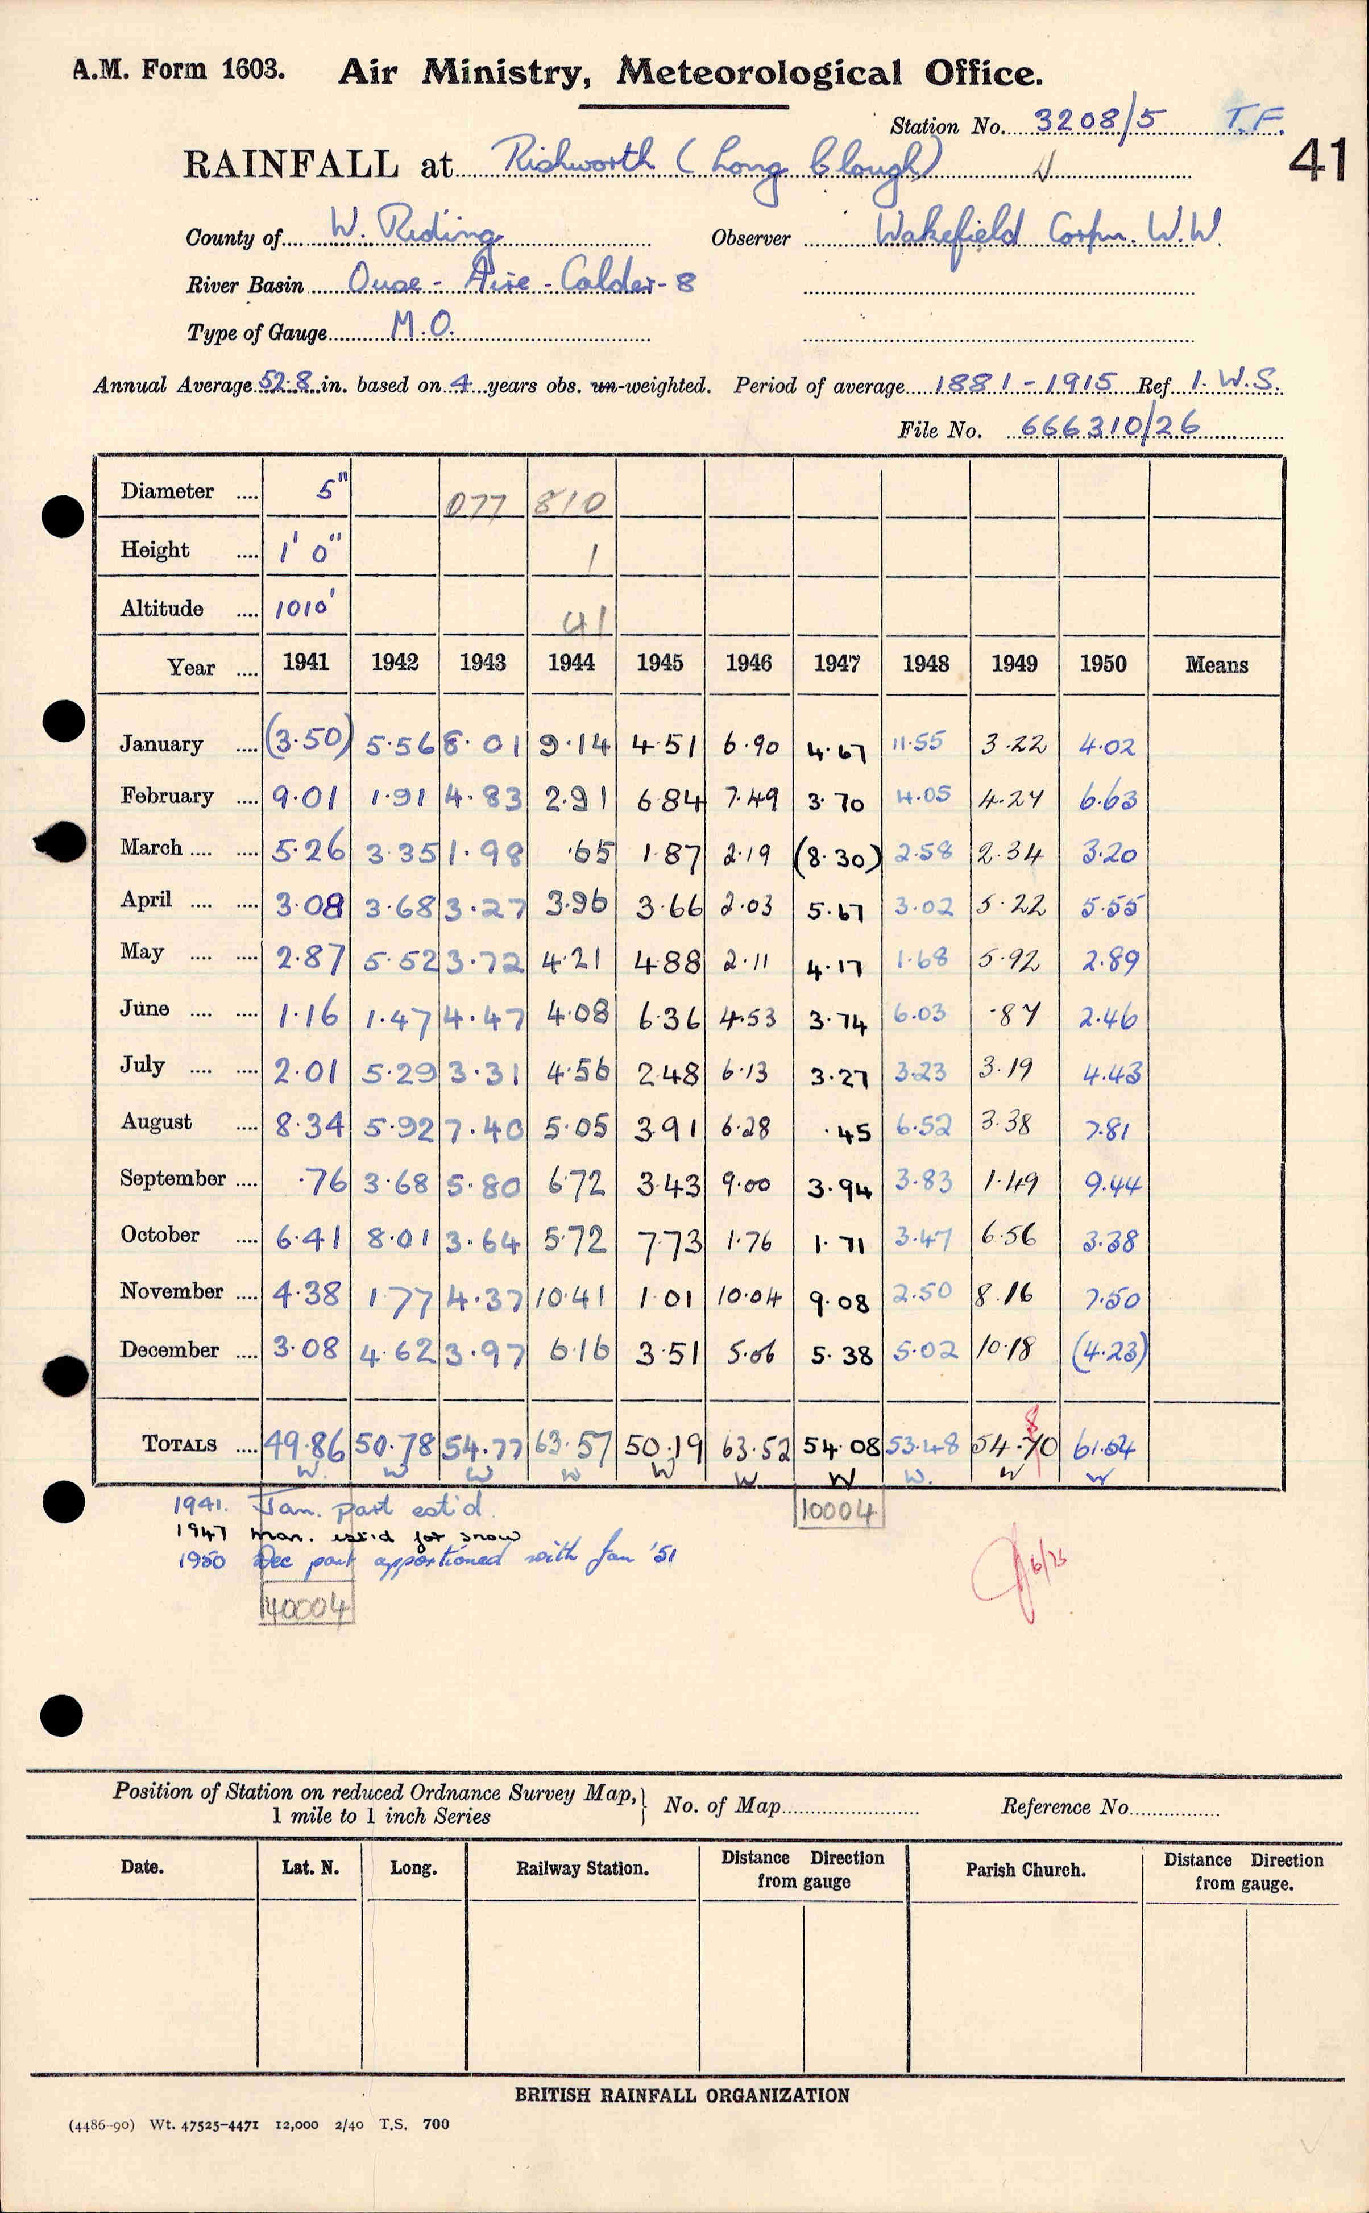 A.M. Form 1603. Air Ministry, Meteorological Office.
Station No. 3208/5 T.F.
41
RAINFALL at Rishworth (Long Clough)
County of W. Riding Observer Wakefield Corpn. W.W.
River Basin Ouse - Aire - Calder - 8
Type of Gauge M.O.
Annual Average 52.8 in. based on 4 years obs. un-weighted. Period of average 1881-1915 Ref 1. W.S.
File No. 666310/26
Diameter .... 5" 077 810
Height .... 1' 0" 1
Altitude .... 1010' 41
Year .... 1941 1942 1943 1944 1945 1946 1947 1948 1949 1950 Means
January .... (3.50) 5.56 8.01 9.14 4.51 6.90 4.67 11.55 3.22 4.02
February .... 9.01 1.91 4.83 2.91 6.84 7.49 3.70 4.05 4.27 6.63
March .... .... 5.26 3.35 1.98 .65 1.87 2.19 (8.30) 2.58 2.34 3.20
April .... .... 3.08 3.68 3.27 3.96 3.66 2.03 5.67 3.02 5.22 5.55
May .... .... 2.87 5.52 3.72 4.21 4.88 2.11 4.17 1.68 5.92 2.89
June .... .... 1.16 1.47 4.47 4.08 6.36 4.53 3.74 6.03 .87 2.46
July .... .... 2.01 5.29 3.31 4.56 2.48 6.13 3.27 3.23 3.19 4.43
August .... 8.34 5.92 7.40 5.05 3.91 6.28 .45 6.52 3.38 7.81
September .... .76 3.68 5.80 6.72 3.43 9.00 3.94 3.83 1.49 9.44
October .... 6.41 8.01 3.64 5.72 7.73 1.76 1.71 3.47 6.56 3.38
November .... 4.38 1.77 4.37 10.41 1.01 10.04 9.08 2.50 8.16 7.50
December .... 3.08 4.62 3.97 6.16 3.51 5.06 5.38 5.02 10.18 (4.23)
8
TOTALS .... 49.86 50.78 54.77 63.57 50.19 63.52 54.08 53.48 54.70 61.54
W W W W W W W W. W W
1941. Jan. part est'd. 10004
1947 Mar. est'd for snow
1950 Dec part apportioned with Jan '51
6/75
40004
Position of Station on reduced Ordnance Survey Map, 1 mile to 1 inch Series } No. of Map Reference No.
Date. Lat. N. Long. Railway Station. Distance Direction from gauge Parish Church. Distance Direction from gauge.
BRITISH RAINFALL ORGANIZATION
(4486-90) Wt. 47525-4471 12,000 2/40 T.S. 700